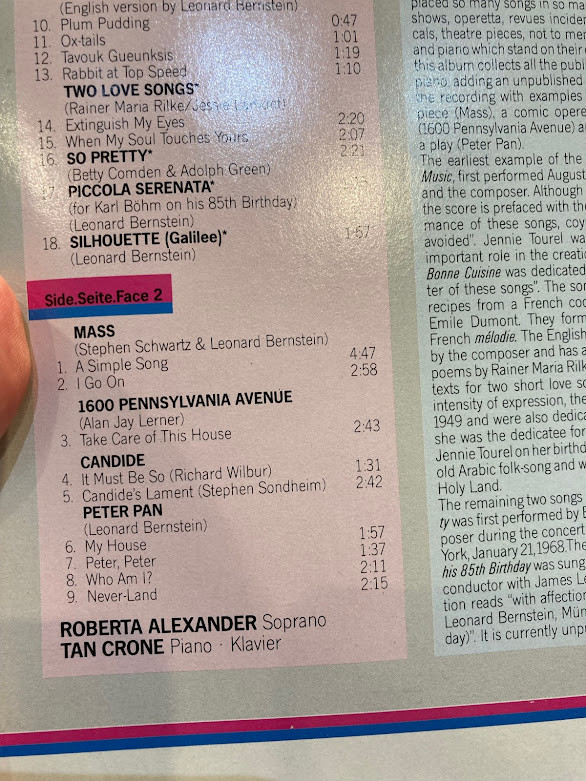 (English version by Leonard Bernstein)
10. Plum Pudding 0:47
11. Ox-tails 1:01
12. Tavouk Gueunksis 1:19
13. Rabbit at Top Speed 1:10
TWO LOVE SONGS*
(Rainer Maria Rilke/Jessie Lemont)
14. Extinguish My Eyes 2:20
15. When My Soul Touches Yours 2:07
16. SO PRETTY* 2:21
(Betty Comden & Adolph Green)
17. PICCOLA SERENATA*
(for Karl Böhm on his 85th Birthday)
(Leonard Bernstein)
18. SILHOUETTE (Galilee)* 1:57
(Leonard Bernstein)
Side.Seite.Face 2
MASS
(Stephen Schwartz & Leonard Bernstein)
1. A Simple Song 4:47
2. I Go On 2:58
1600 PENNSYLVANIA AVENUE
(Alan Jay Lerner)
3. Take Care of This House 2:43
CANDIDE
4. It Must Be So (Richard Wilbur) 1:31
5. Candide's Lament (Stephen Sondheim) 2:42
PETER PAN
(Leonard Bernstein)
6. My House 1:57
7. Peter, Peter 1:37
8. Who Am I? 2:11
9. Never-Land 2:15
ROBERTA ALEXANDER Soprano
TAN CRONE Piano · Klavier
placed so many songs in so ma
shows, operetta, revues inciden
cals, theatre pieces, not to men
and piano which stand on their
this album collects all the publi
piano, adding an unpublished
the recording with examples
piece (Mass), a comic opere
(1600 Pennsylvania Avenue) a
a play (Peter Pan).
The earliest example of the
Music, first performed August
and the composer. Although
the score is prefaced with the
mance of these songs, coy
avoided". Jennie Tourel wa
important role in the creatio
Bonne Cuisine was dedicated
ter of these songs". The son
recipes from a French coo
Emile Dumont. They form
French mélodie. The English
by the composer and has a
poems by Rainer Maria Rilk
texts for two short love so
intensity of expression, the
1949 and were also dedica
she was the dedicatee for
Jennie Tourel on her birthd
old Arabic folk-song and w
Holy Land.
The remaining two songs
ty was first performed by B
poser during the concert
York, January 21, 1968. The
his 85th Birthday was sung
conductor with James L
tion reads "with affection
Leonard Bernstein, Mün
day)". It is currently unpu